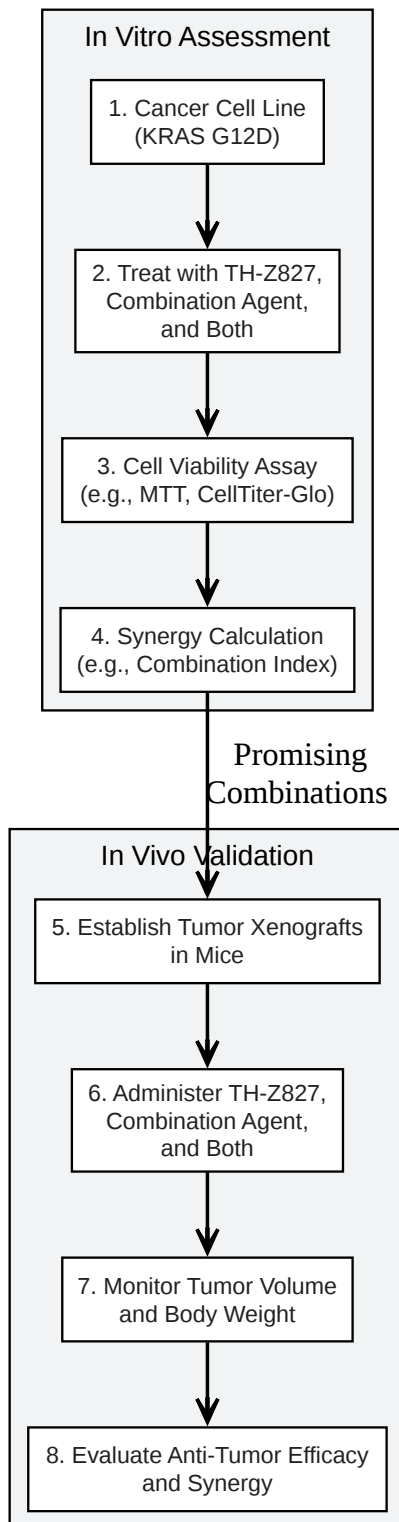 In Vitro Assessment
1. Cancer Cell Line
(KRAS G12D)
2. Treat with TH-Z827,
Combination Agent,
and Both
3. Cell Viability Assay
(e.g., MTT, CellTiter-Glo)
4. Synergy Calculation
(e.g., Combination Index)
Promising
Combinations
In Vivo Validation
5. Establish Tumor Xenografts
in Mice
6. Administer TH-Z827,
Combination Agent,
and Both
7. Monitor Tumor Volume
and Body Weight
8. Evaluate Anti-Tumor Efficacy
and Synergy